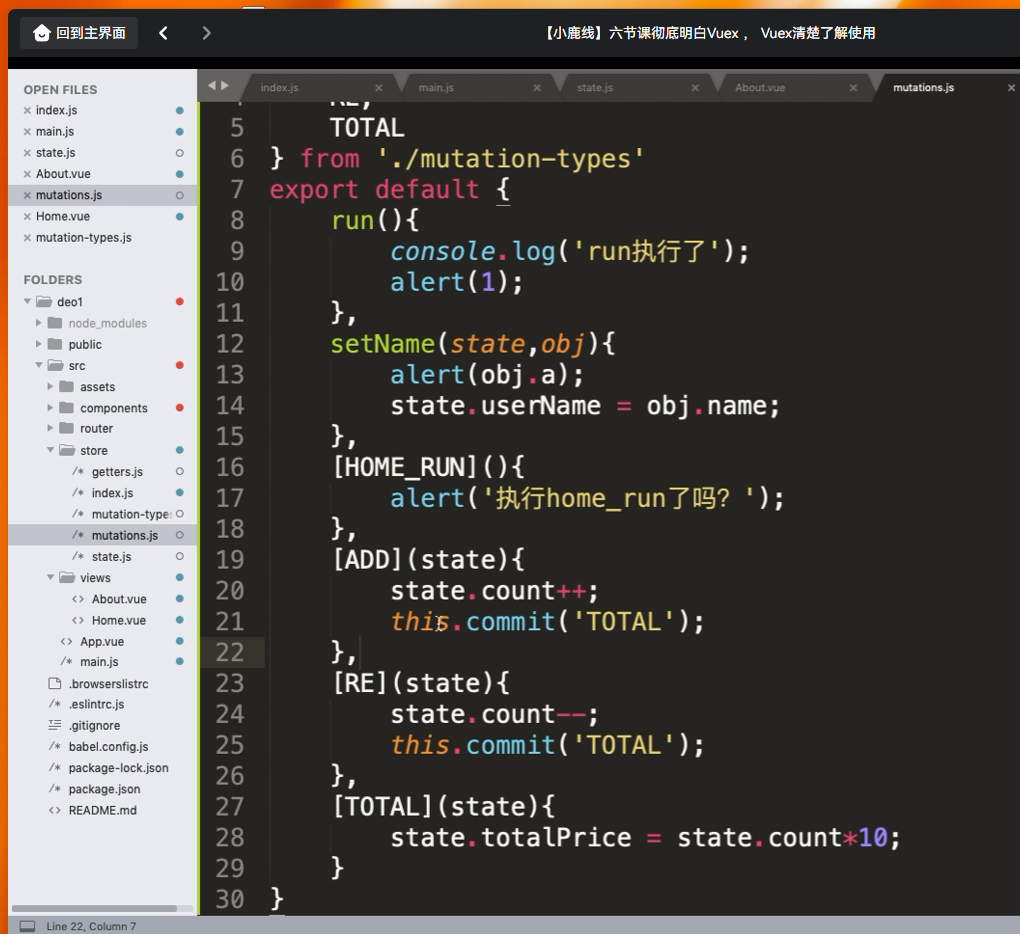 回到主界面
【小鹿线】六节课彻底明白Vuex ， Vuex清楚了解使用
OPEN FILES
index.js
main.js
state.js
About.vue
mutations.js
Home.vue
mutation-types.js
FOLDERS
deo1
node_modules
public
src
assets
components
router
store
/* getters.js
/* index.js
/* mutation-type
/* mutations.js
/* state.js
views
<> About.vue
<> Home.vue
<> App.vue
/* main.js
.browserslistrc
/* .eslintrc.js
.gitignore
/* babel.config.js
/* package-lock.json
/* package.json
<> README.md
index.js
main.js
state.js
About.vue
mutations.js
4 RE,
5 TOTAL
6 } from './mutation-types'
7 export default {
8 run(){
9 console.log('run执行了');
10 alert(1);
11 },
12 setName(state,obj){
13 alert(obj.a);
14 state.userName = obj.name;
15 },
16 [HOME_RUN](){
17 alert('执行home_run了吗？');
18 },
19 [ADD](state){
20 state.count++;
21 this.commit('TOTAL');
22 },
23 [RE](state){
24 state.count--;
25 this.commit('TOTAL');
26 },
27 [TOTAL](state){
28 state.totalPrice = state.count*10;
29 }
30 }
Line 22, Column 7